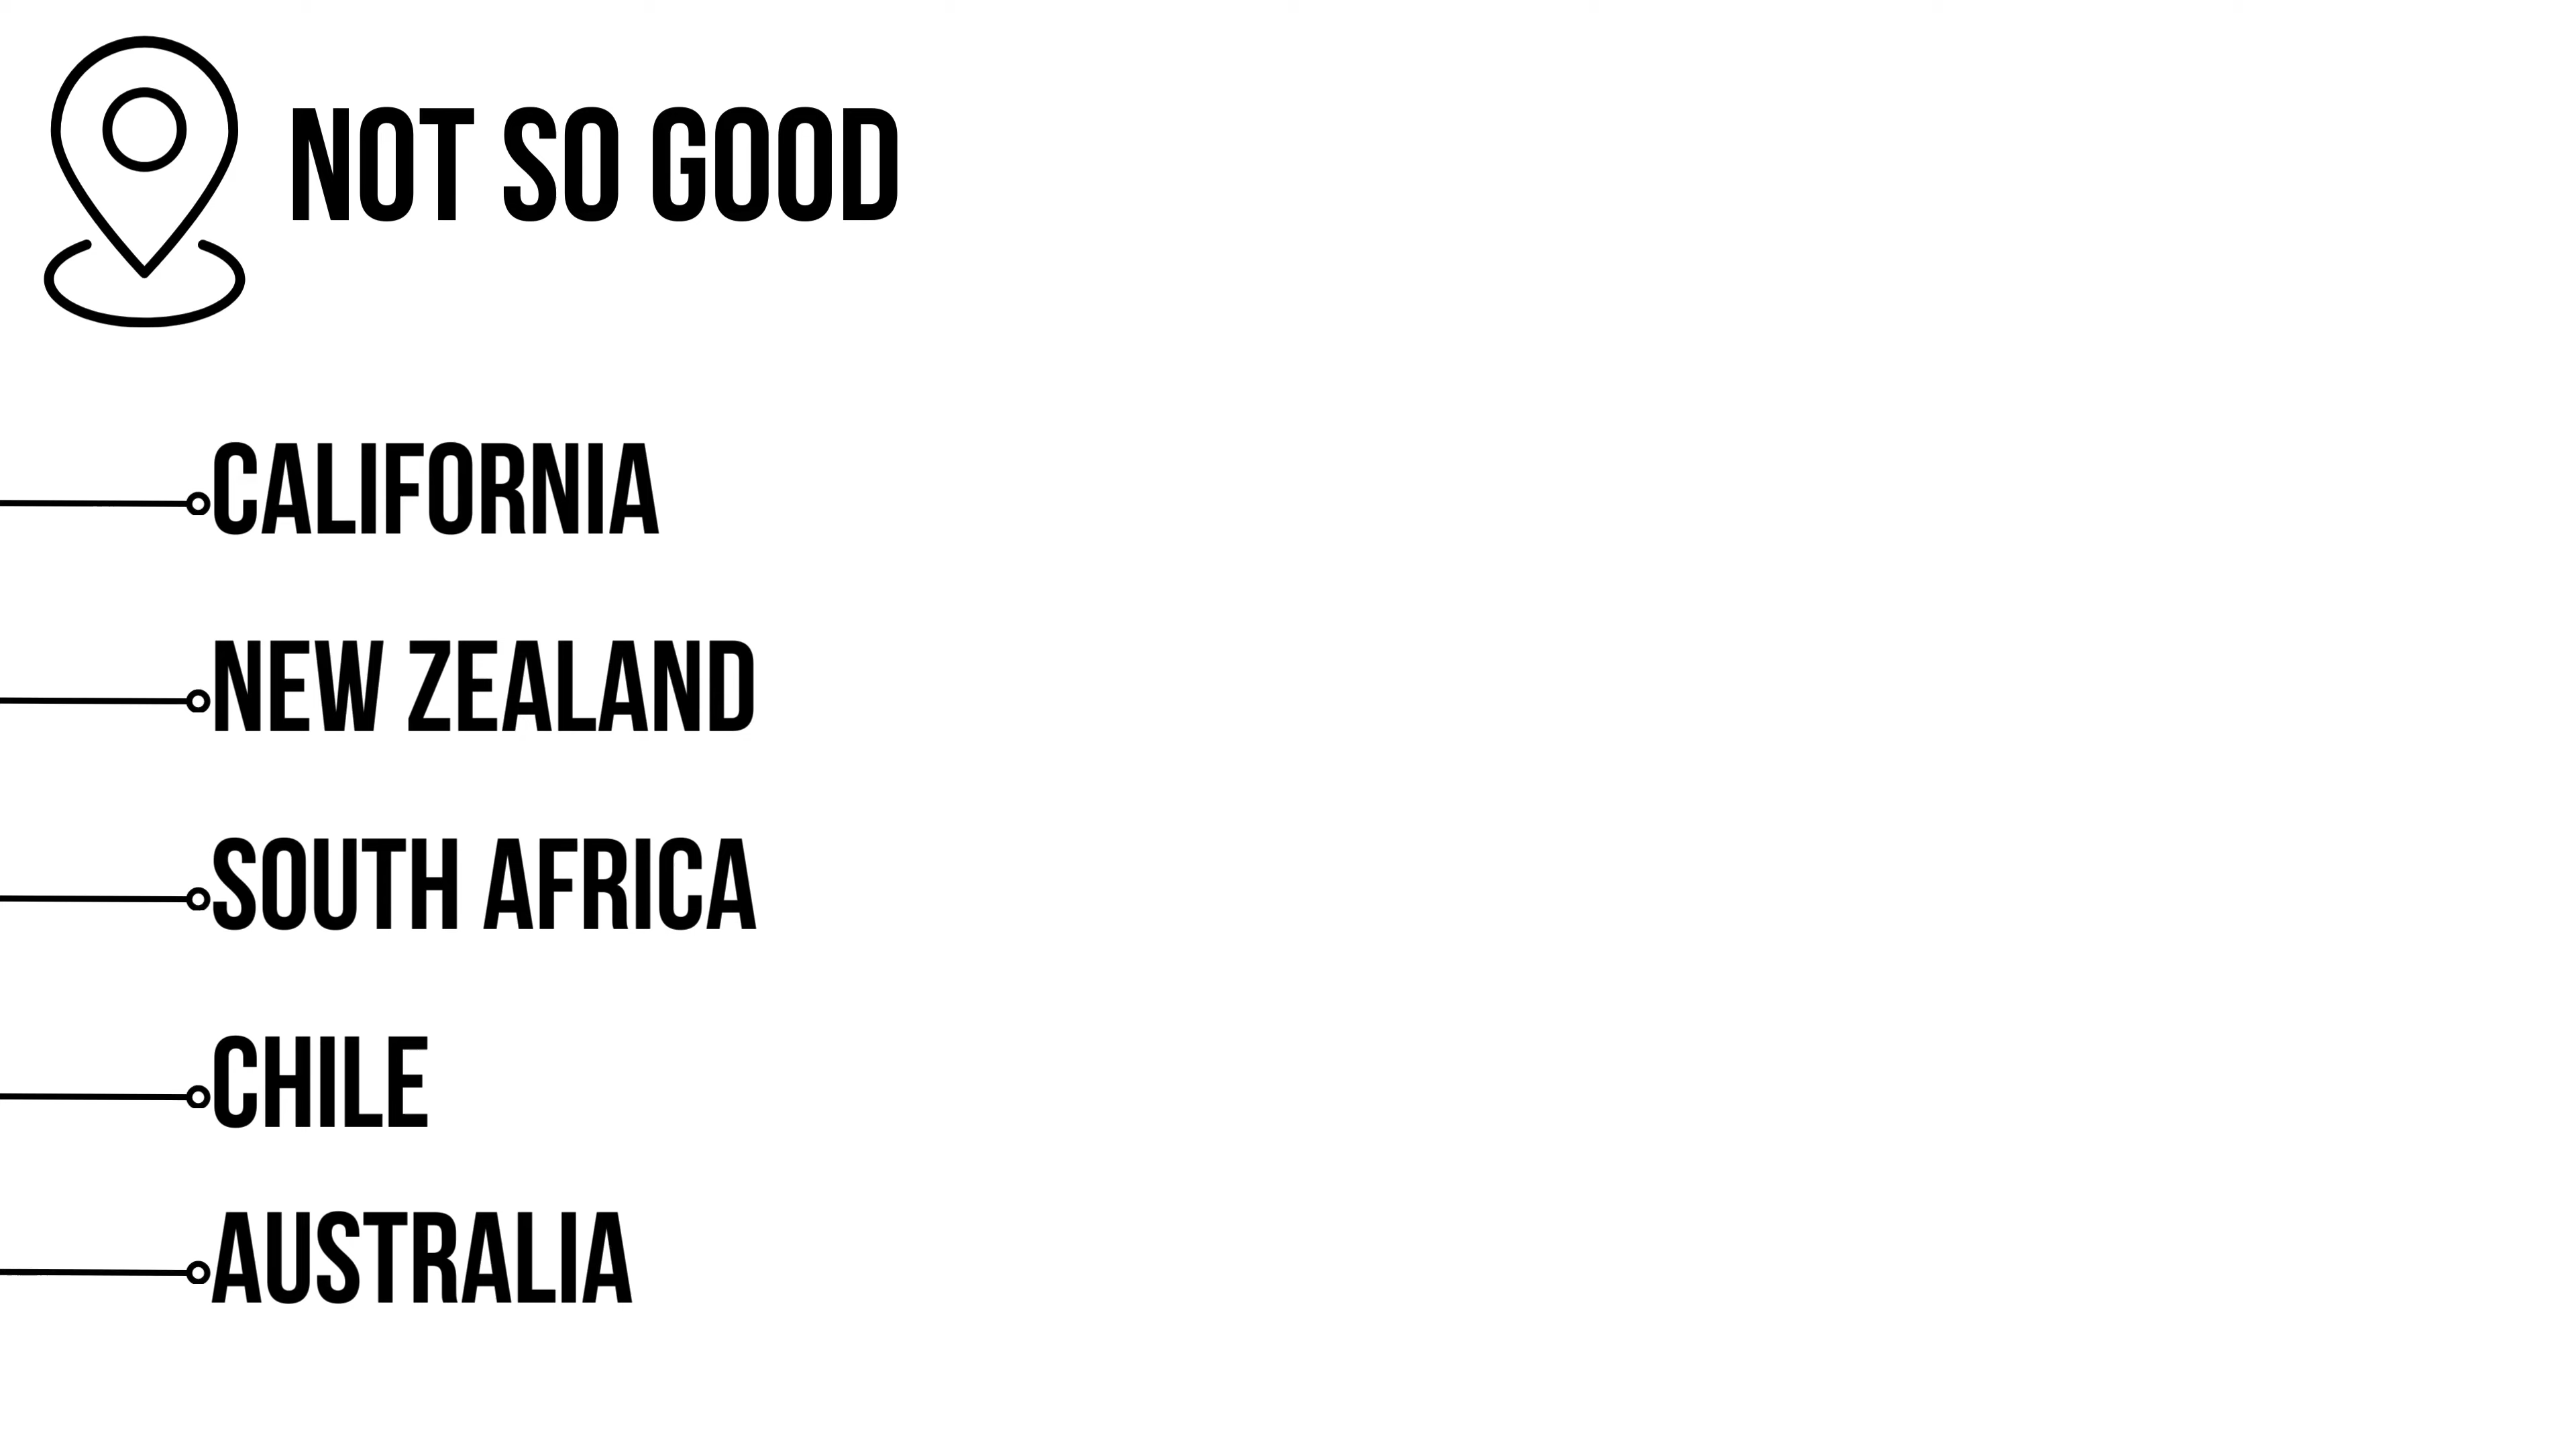 NOT SO GOOD
CALIFORNIA
NEW ZEALAND
SOUTH AFRICA
CHILE
AUSTRALIA